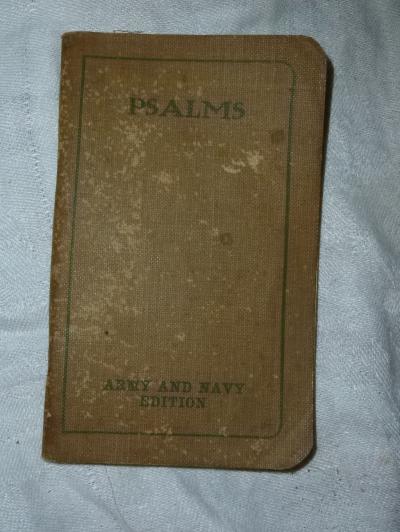 PSALMS
ARMY AND NAVY
EDITION